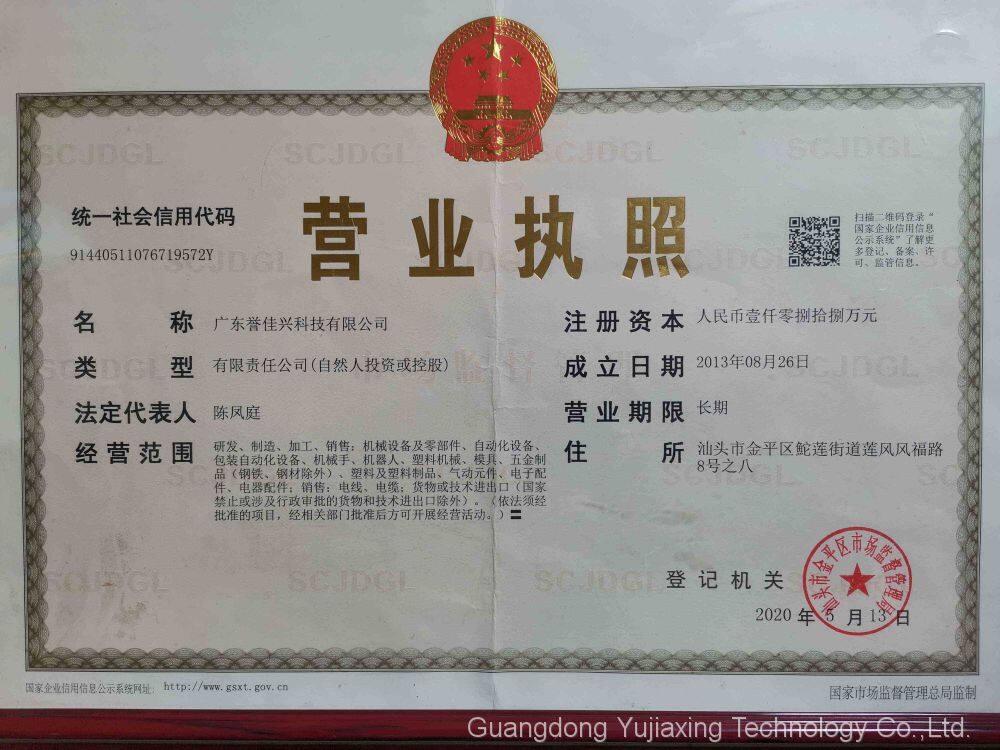 统一社会信用代码
91440511076719572Y
营业执照
扫描二维码登录“
国家企业信用信息
公示系统”了解更
多登记、备案、许
可、监管信息。
名 称 广东誉佳兴科技有限公司
类 型 有限责任公司(自然人投资或控股)
法定代表人 陈凤庭
经营范围 研发、制造、加工、销售：机械设备及零部件、自动化设备、
包装自动化设备、机械手、机器人、塑料机械、模具、五金制
品（钢铁、钢材除外）、塑料及塑料制品、气动元件、电子配
件、电器配件；销售：电线、电缆；货物或技术进出口（国家
禁止或涉及行政审批的货物和技术进出口除外）。（依法须经
批准的项目，经相关部门批准后方可开展经营活动。）
注册资本 人民币壹仟零捌拾捌万元
成立日期 2013年08月26日
营业期限 长期
住 所 汕头市金平区鮀莲街道莲凤风福路
8号之八
登记机关
汕头市金平区市场监督管理局
2020 年 5 月 13 日
SCJDGL SCJDGL SCJDGL SCJDGL
国家企业信用信息公示系统网址: http://www.gsxt.gov.cn
国家市场监督管理总局监制
Guangdong Yujiaxing Technology Co.,Ltd.